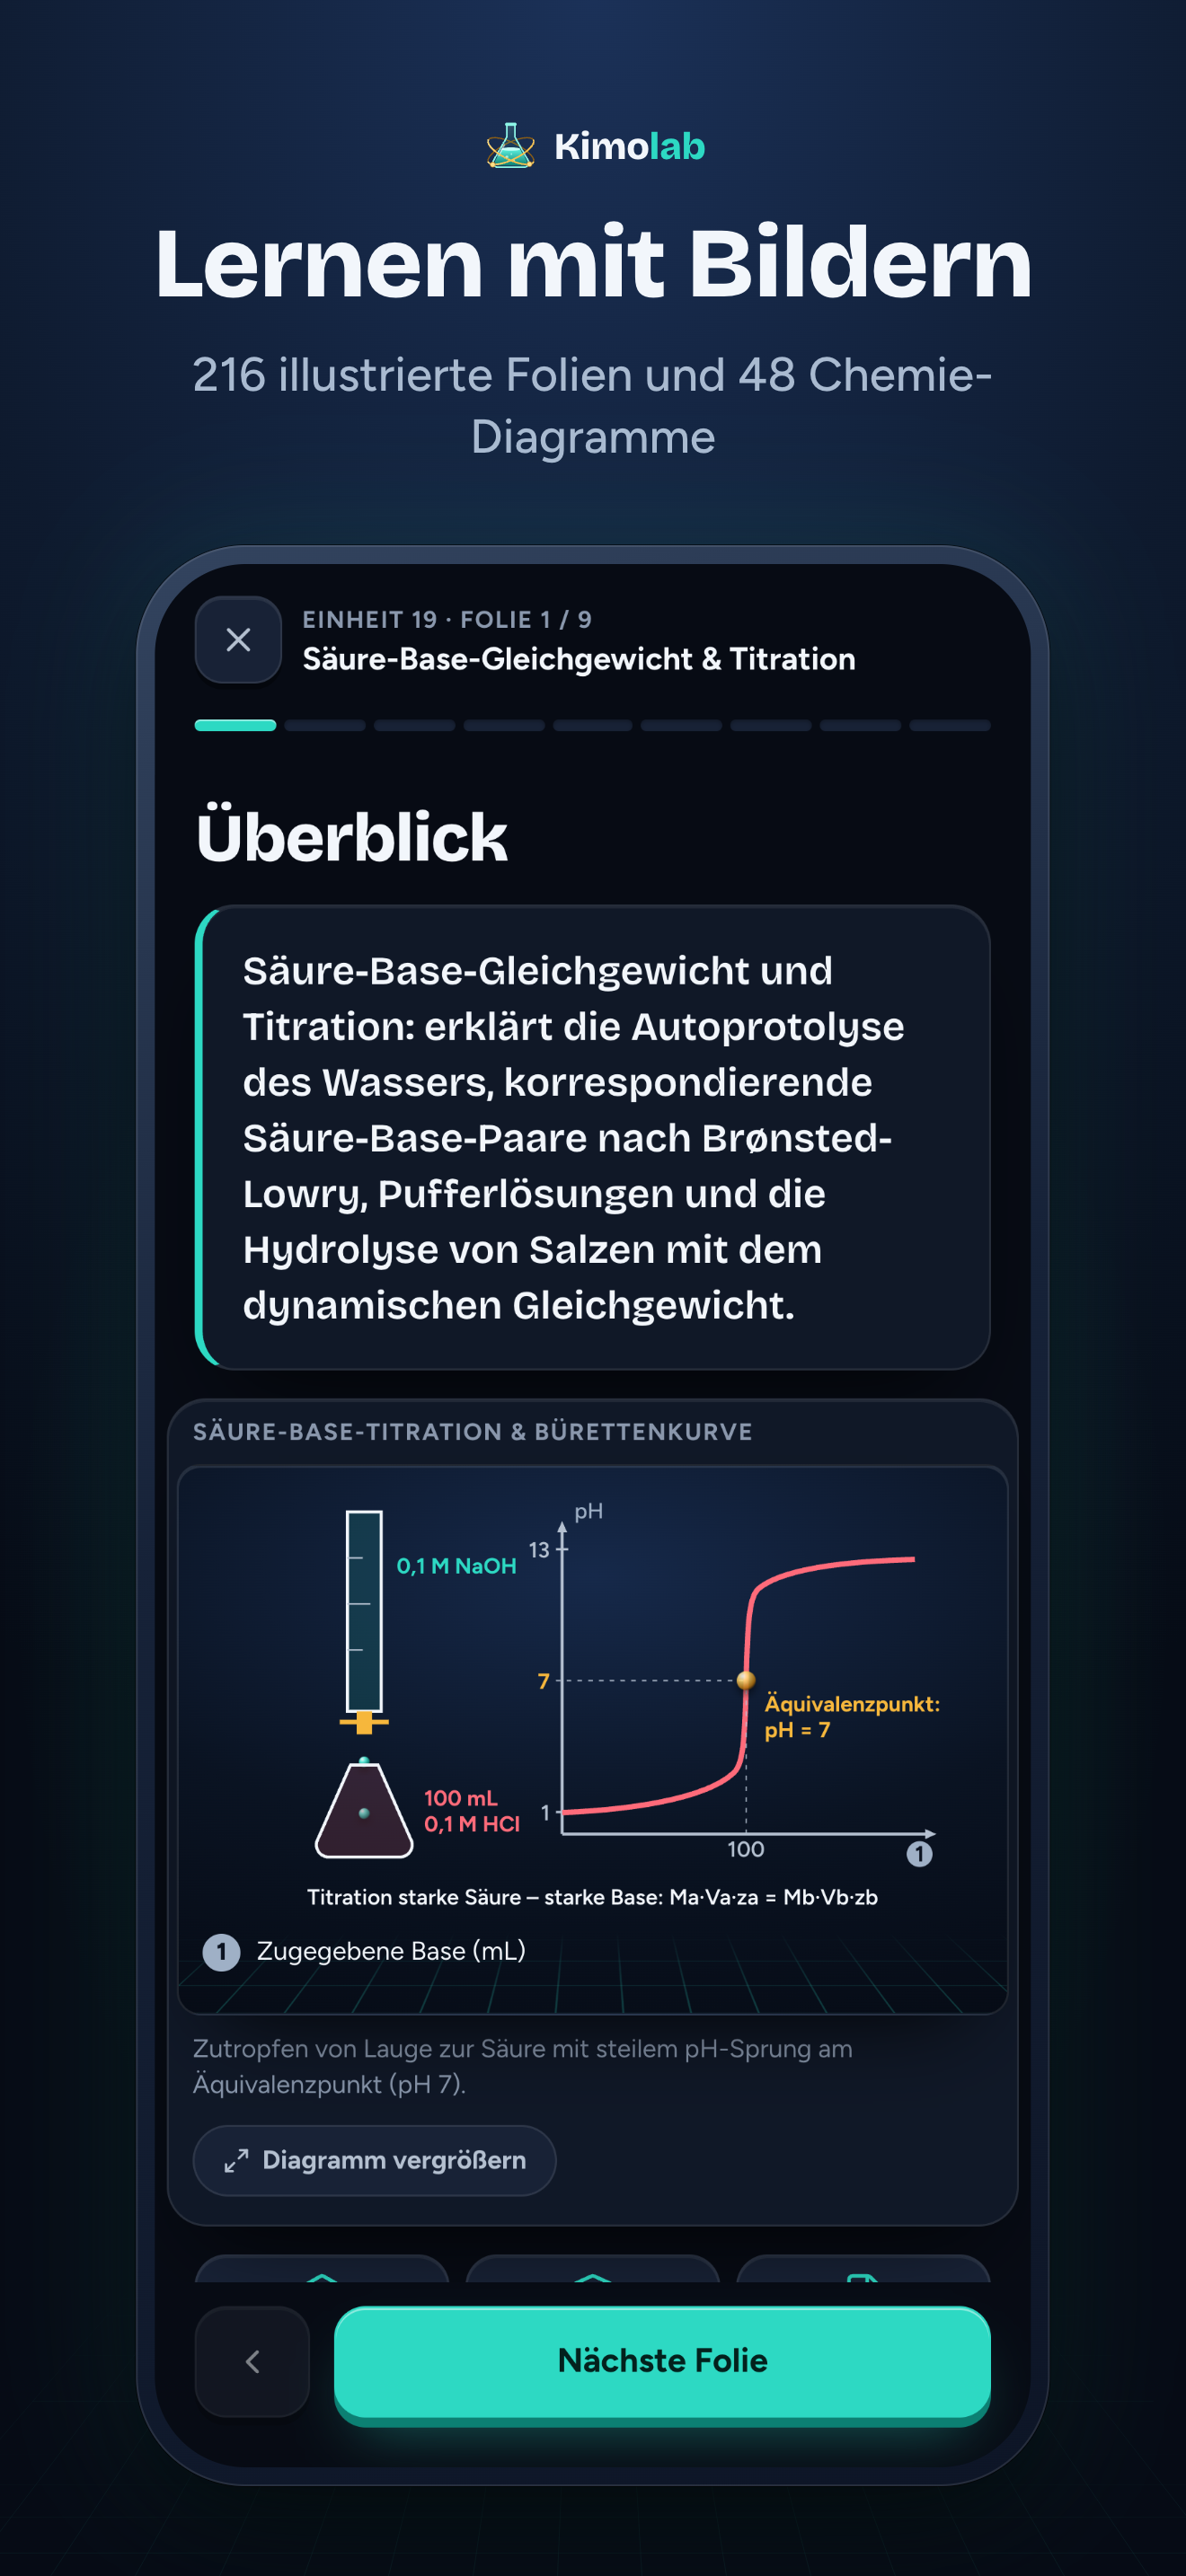 Kimolab
Lernen mit Bildern
216 illustrierte Folien und 48 Chemie-
Diagramme
EINHEIT 19 · FOLIE 1 / 9
Säure-Base-Gleichgewicht & Titration
Überblick
Säure-Base-Gleichgewicht und
Titration: erklärt die Autoprotolyse
des Wassers, korrespondierende
Säure-Base-Paare nach Brønsted-
Lowry, Pufferlösungen und die
Hydrolyse von Salzen mit dem
dynamischen Gleichgewicht.
SÄURE-BASE-TITRATION & BÜRETTENKURVE
pH
13
0,1 M NaOH
7
Äquivalenzpunkt:
pH = 7
100 mL
0,1 M HCl
1
100
1
Titration starke Säure – starke Base: Ma·Va·za = Mb·Vb·zb
1 Zugegebene Base (mL)
Zutropfen von Lauge zur Säure mit steilem pH-Sprung am
Äquivalenzpunkt (pH 7).
Diagramm vergrößern
Nächste Folie